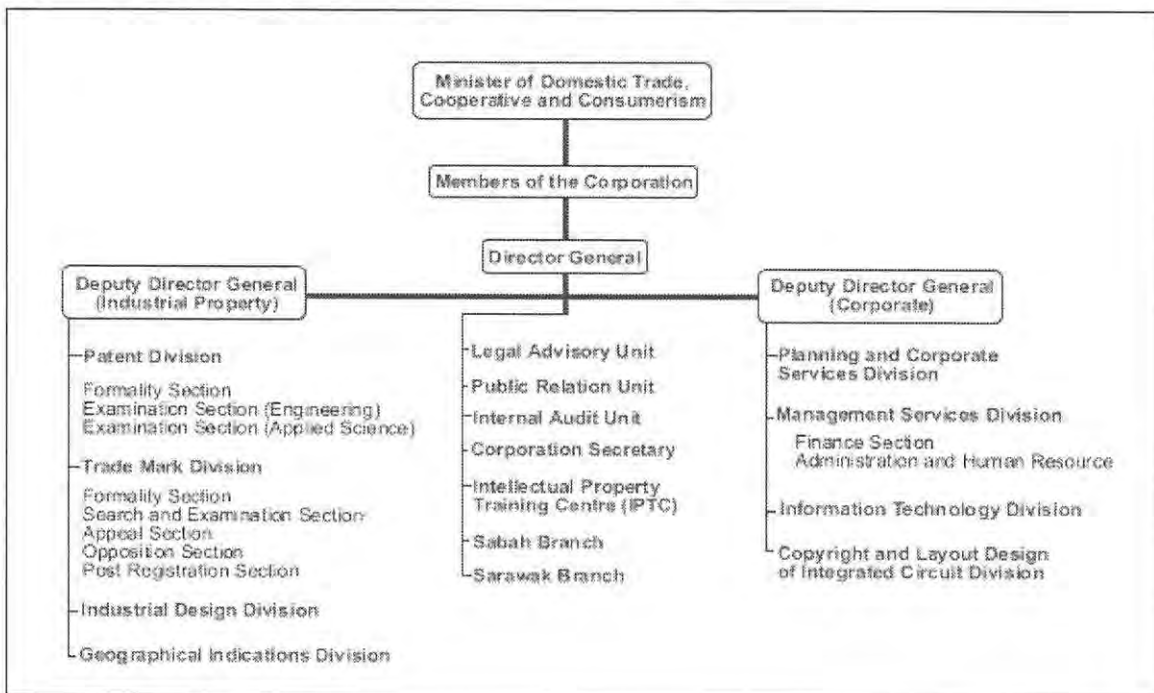 Minister of Domestic Trade,
Cooperative and Consumerism
Members of the Corporation
Director General
Deputy Director General
(Industrial Property)
Patent Division
Formality Section
Examination Section (Engineering)
Examination Section (Applied Science)
Trade Mark Division
Formality Section
Search and Examination Section
Appeal Section
Opposition Section
Post Registration Section
Industrial Design Division
Geographical Indications Division
Legal Advisory Unit
Public Relation Unit
Internal Audit Unit
Corporation Secretary
Intellectual Property
Training Centre (IPTC)
Sabah Branch
Sarawak Branch
Deputy Director General
(Corporate)
Planning and Corporate
Services Division
Management Services Division
Finance Section
Administration and Human Resource
Information Technology Division
Copyright and Layout Design
of Integrated Circuit Division